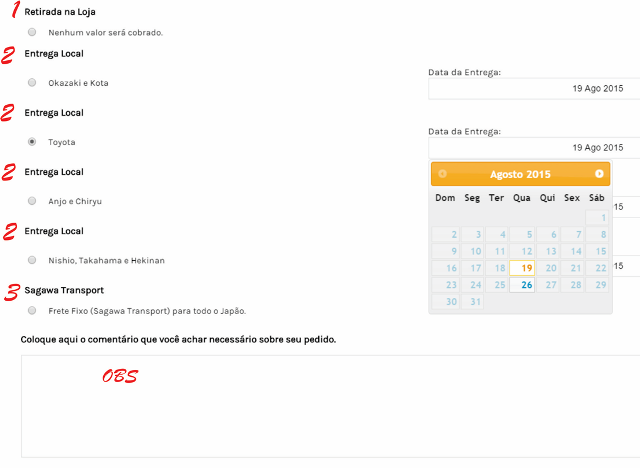 1 Retirada na Loja
Nenhum valor será cobrado.
2 Entrega Local
Okazaki e Kota
Data da Entrega:
19 Ago 2015
2 Entrega Local
Toyota
Data da Entrega:
19 Ago 2015
Agosto 2015
Dom Seg Ter Qua Qui Sex Sáb
1
2 3 4 5 6 7 8
9 10 11 12 13 14 15
16 17 18 19 20 21 22
23 24 25 26 27 28 29
30 31
2 Entrega Local
Anjo e Chiryu
15
2 Entrega Local
Nishio, Takahama e Hekinan
15
3 Sagawa Transport
Frete Fixo (Sagawa Transport) para todo o Japão.
Coloque aqui o comentário que você achar necessário sobre seu pedido.
OBS